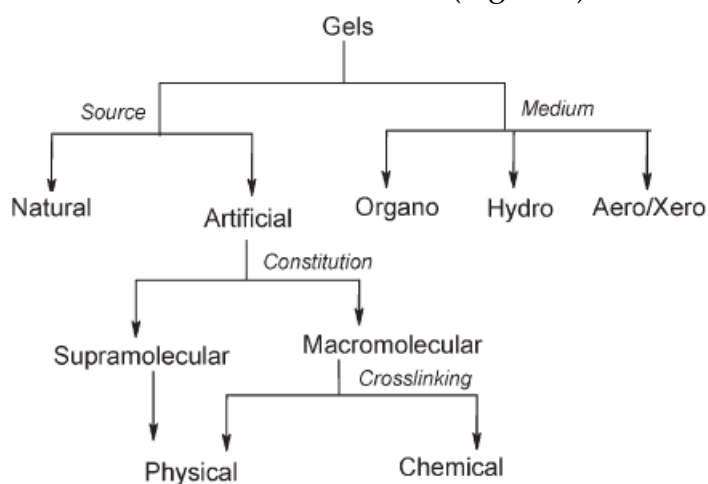 Gels
Source
Medium
Natural
Artificial
Organo
Hydro
Aero/Xero
Constitution
Supramolecular
Macromolecular
Crosslinking
Physical
Chemical